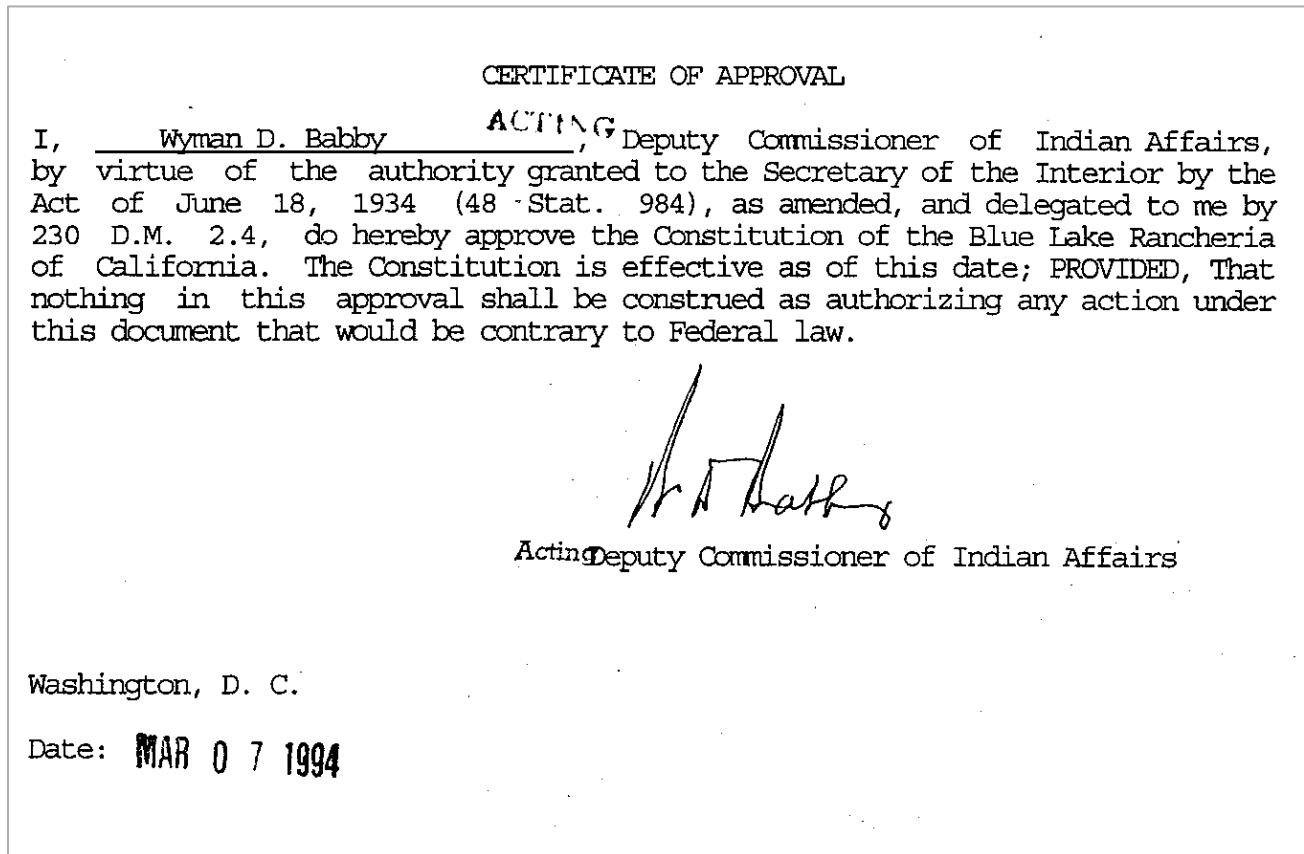 CERTIFICATE OF APPROVAL
I, Wyman D. Babby, ACTING Deputy Commissioner of Indian Affairs,
by virtue of the authority granted to the Secretary of the Interior by the
Act of June 18, 1934 (48 Stat. 984), as amended, and delegated to me by
230 D.M. 2.4, do hereby approve the Constitution of the Blue Lake Rancheria
of California. The Constitution is effective as of this date; PROVIDED, That
nothing in this approval shall be construed as authorizing any action under
this document that would be contrary to Federal law.
W D Babby
Acting Deputy Commissioner of Indian Affairs
Washington, D. C.
Date: MAR 07 1994